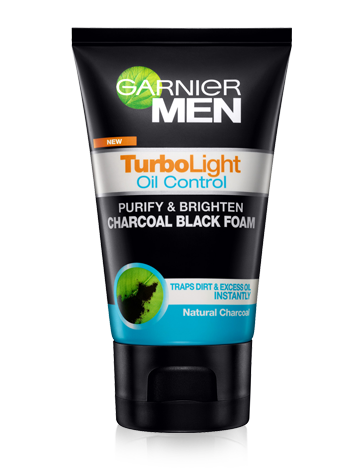 GARNIER
MEN
NEW
TurboLight
Oil Control
PURIFY & BRIGHTEN
CHARCOAL BLACK FOAM
TRAPS DIRT & EXCESS OIL
INSTANTLY
Natural Charcoal